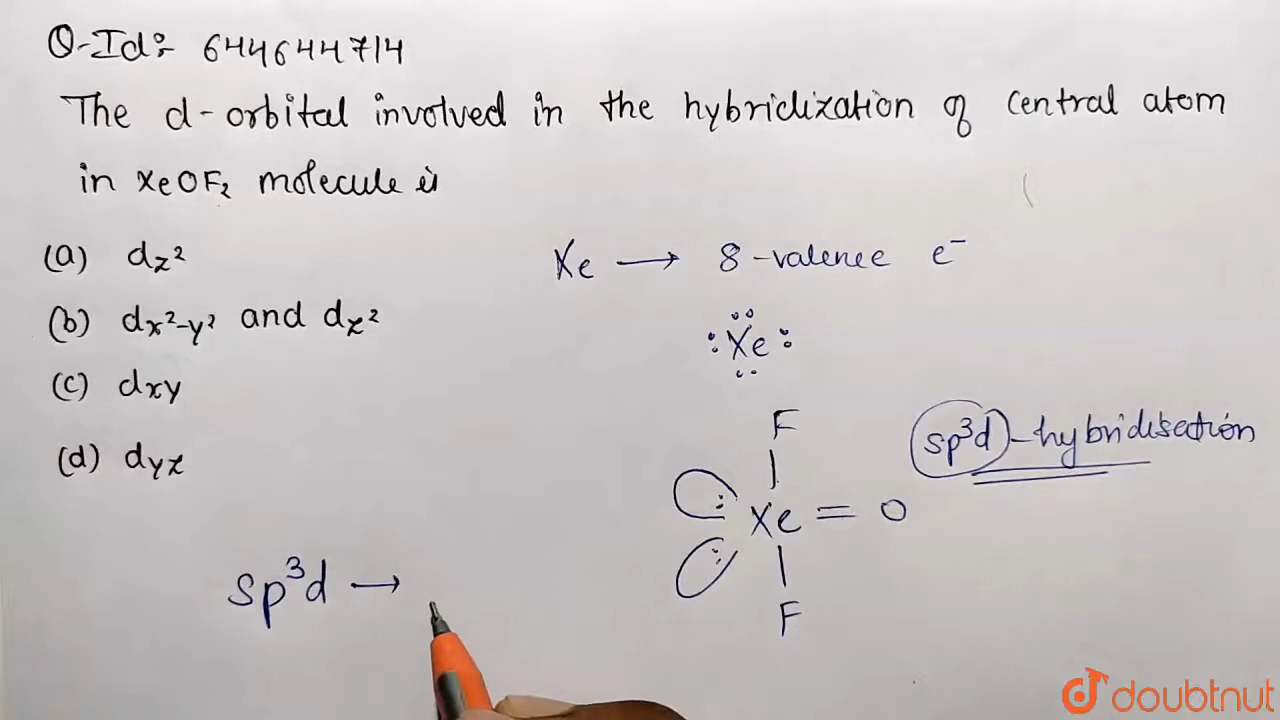 Q-Id:- 644644714
The d-orbital involved in the hybridization of central atom
in XeOF₂ molecule is
(a) dz²
(b) dx²-y² and dz²
(c) dxy
(d) dyz
Xe → 8-valence e⁻
:Xe:
F
|
Xe = O
|
F
sp³d-hybridisation
sp³d →
doubtnut